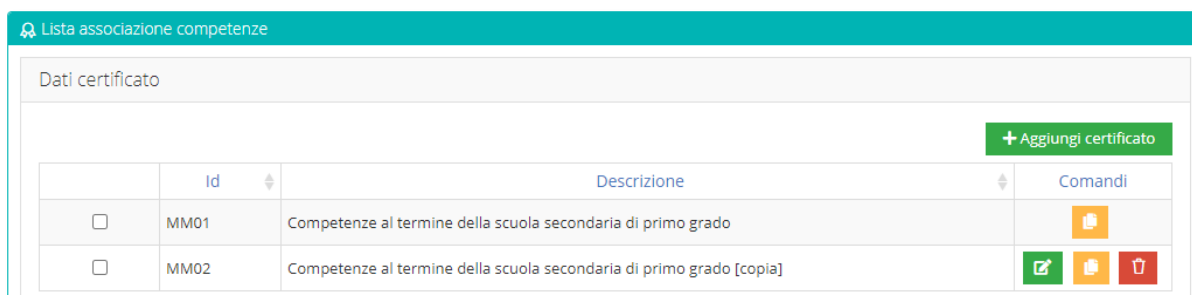 Lista associazione competenze
Dati certificato
Aggiungi certificato
Id Descrizione Comandi
MM01 Competenze al termine della scuola secondaria di primo grado
MM02 Competenze al termine della scuola secondaria di primo grado [copia]